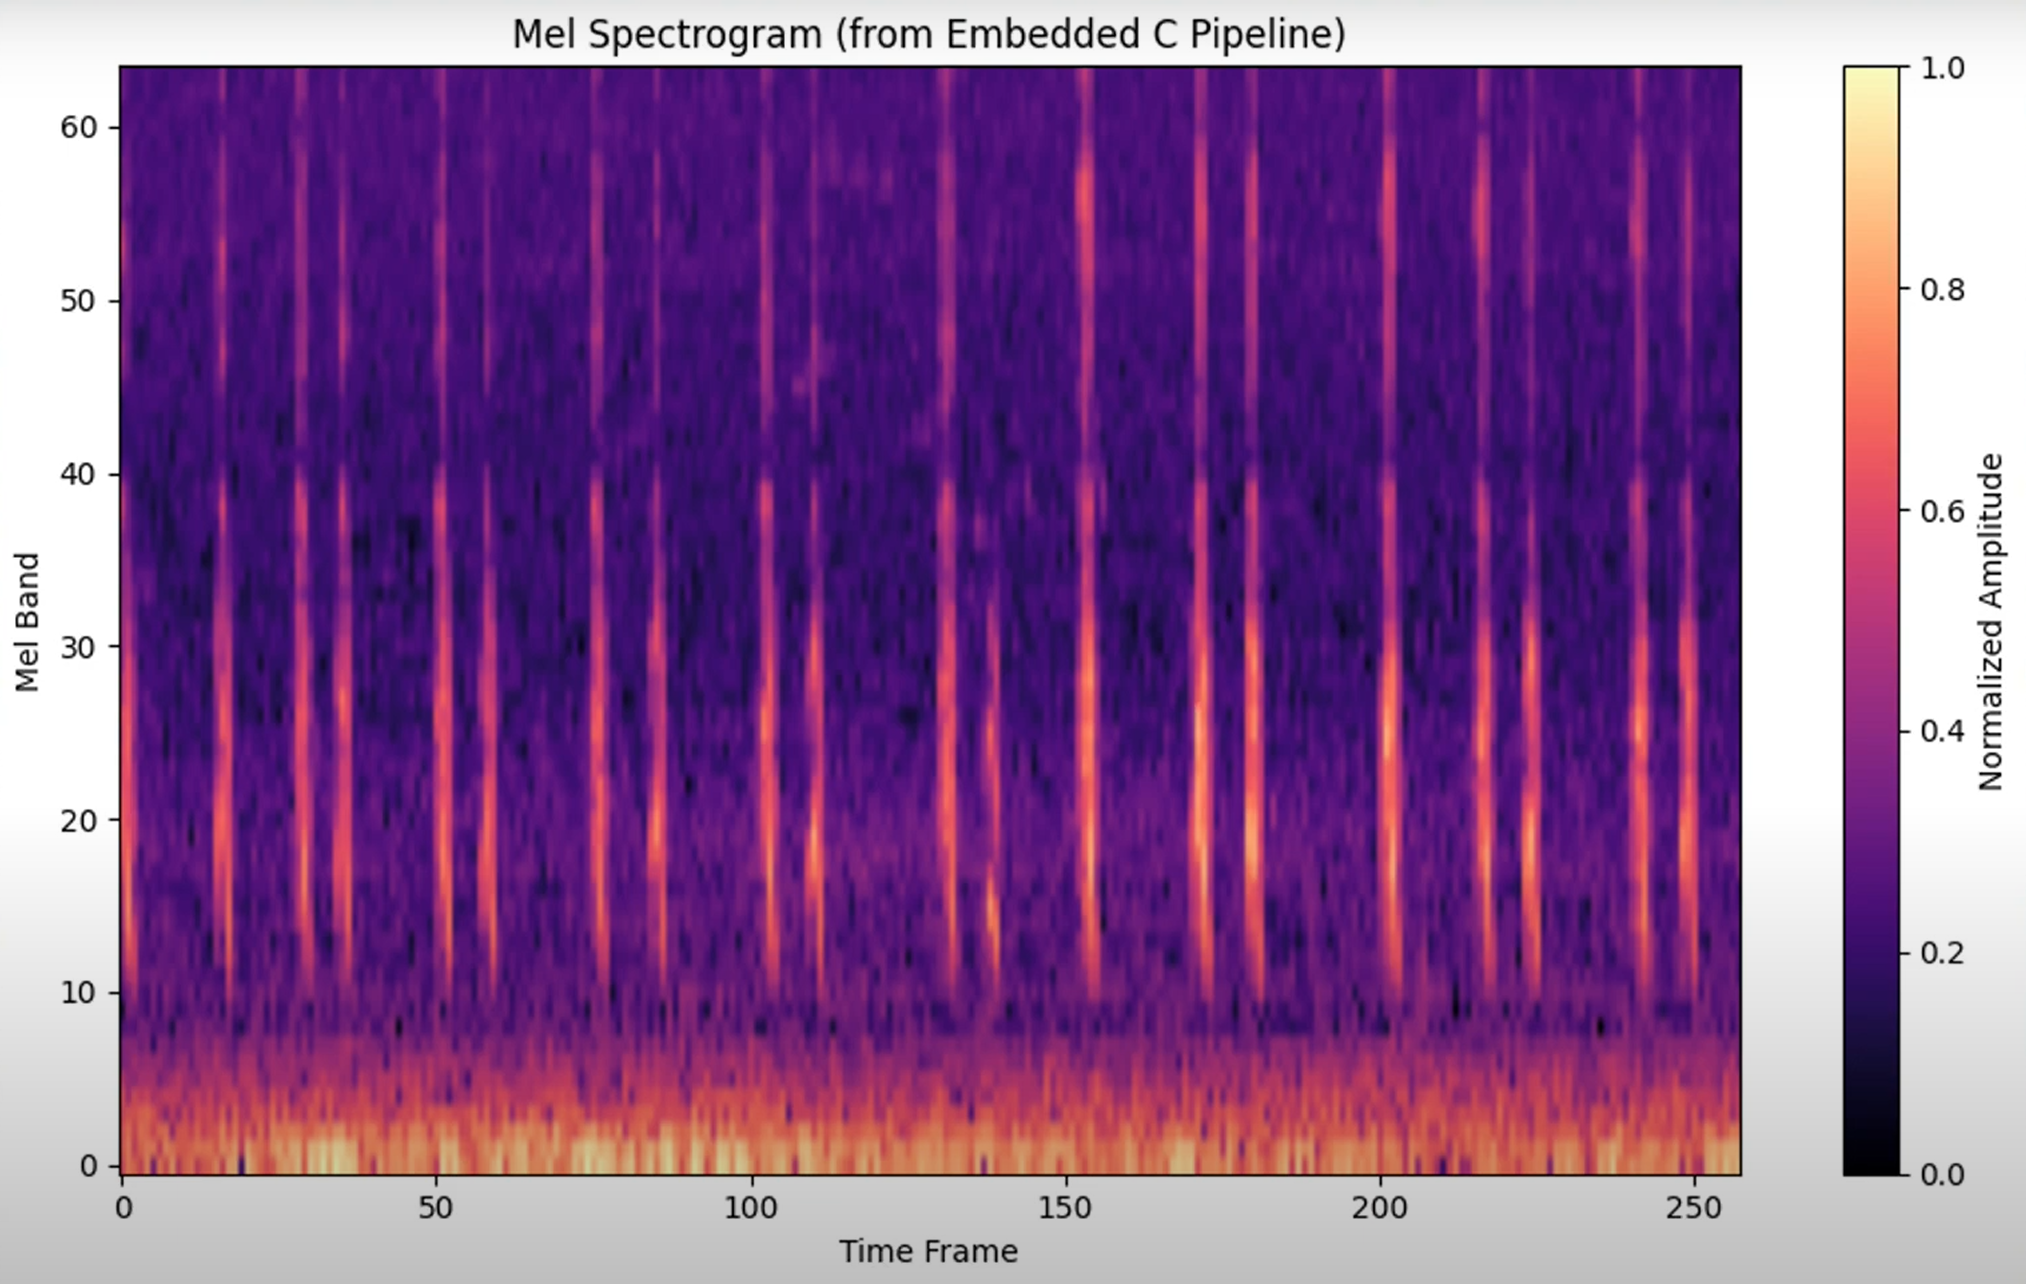 Mel Spectrogram (from Embedded C Pipeline)
60
50
40
30
20
10
0
Mel Band
0 50 100 150 200 250
Time Frame
1.0
0.8
0.6
0.4
0.2
0.0
Normalized Amplitude